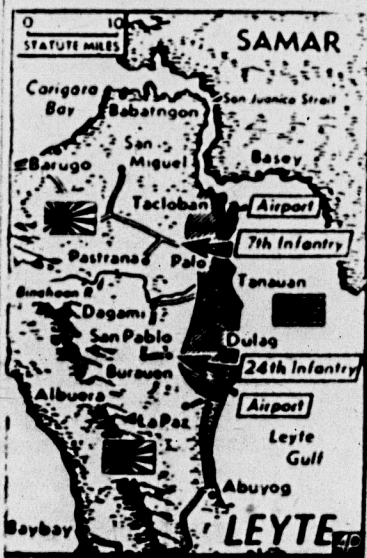 0 10
STATUTE MILES
SAMAR
Carigara
Bay
Babatngon
San Juanico Strait
San
Miguel
Barugo
Basey
Tacloban
Airport
7th Infantry
Pastrana
Palo
Tanauan
Binahaan R.
Dagami
San Pablo
Dulag
Burauen
24th Infantry
Albuera
Airport
La Paz
Leyte
Gulf
Abuyog
Baybay
LEYTE